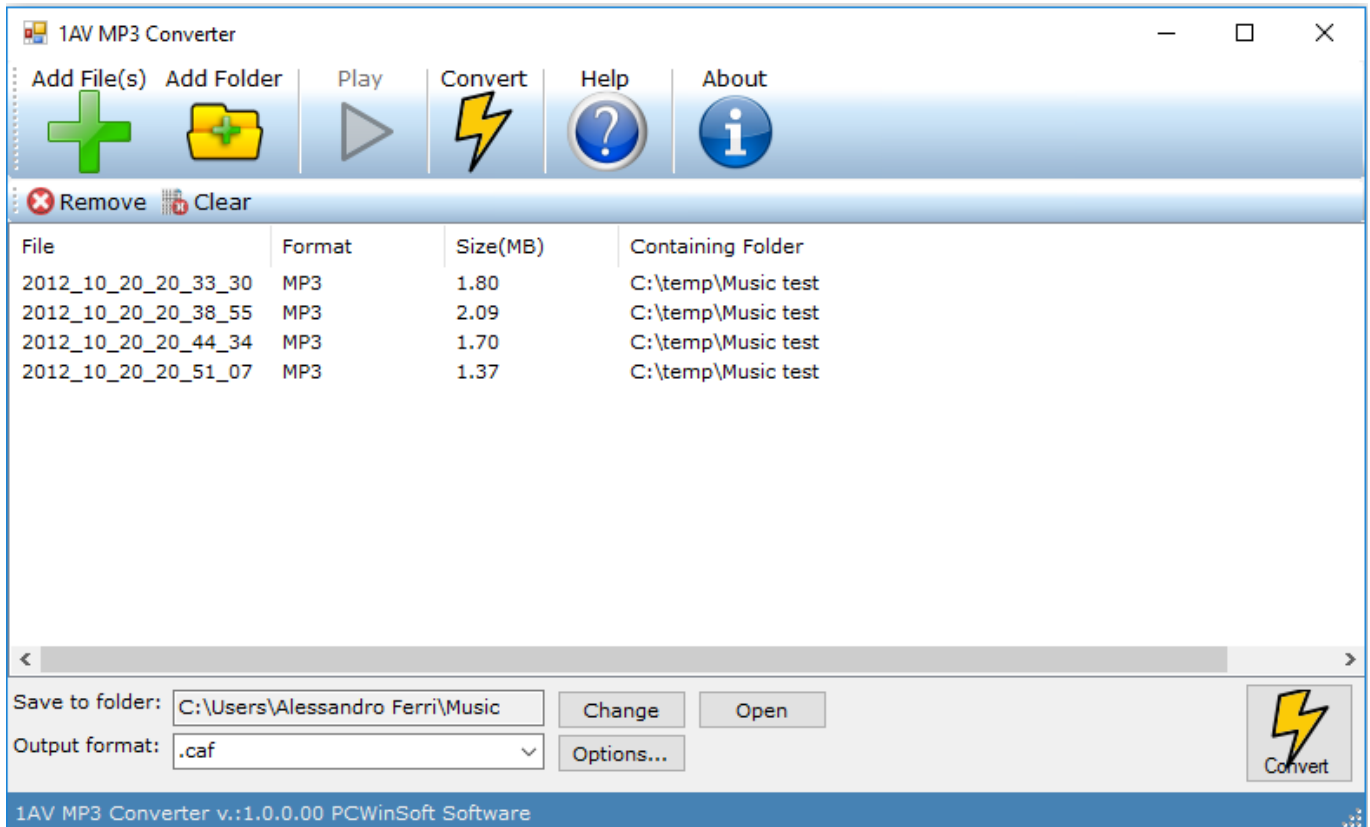 1AV MP3 Converter
Add File(s) Add Folder Play Convert Help About
Remove Clear
File Format Size(MB) Containing Folder
2012_10_20_20_33_30 MP3 1.80 C:\temp\Music test
2012_10_20_20_38_55 MP3 2.09 C:\temp\Music test
2012_10_20_20_44_34 MP3 1.70 C:\temp\Music test
2012_10_20_20_51_07 MP3 1.37 C:\temp\Music test
Save to folder: C:\Users\Alessandro Ferri\Music Change Open
Output format: .caf Options...
Convert
1AV MP3 Converter v.:1.0.0.00 PCWinSoft Software